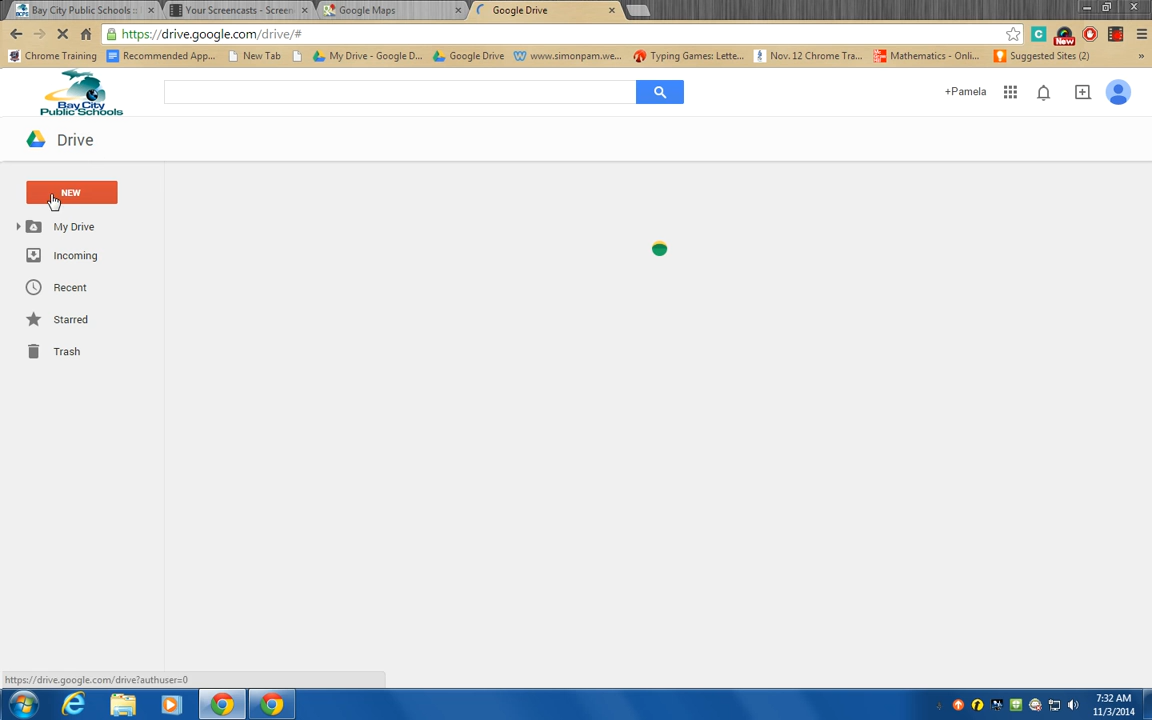 Bay City Public Schools ::
Your Screencasts - Screen
Google Maps
Google Drive
https://drive.google.com/drive/#
Chrome Training
Recommended App...
New Tab
My Drive - Google D...
Google Drive
www.simonpam.we...
Typing Games: Lette...
Nov. 12 Chrome Tra...
Mathematics - Onli...
Suggested Sites (2)
»
New
Bay City
Public Schools
+Pamela
Drive
NEW
My Drive
Incoming
Recent
Starred
Trash
https://drive.google.com/drive?authuser=0
7:32 AM
11/3/2014